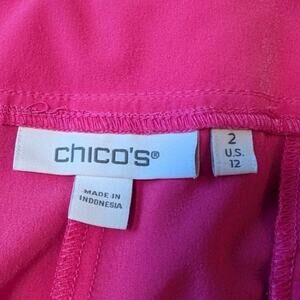 chico's®
2
U.S.
12
MADE IN
INDONESIA